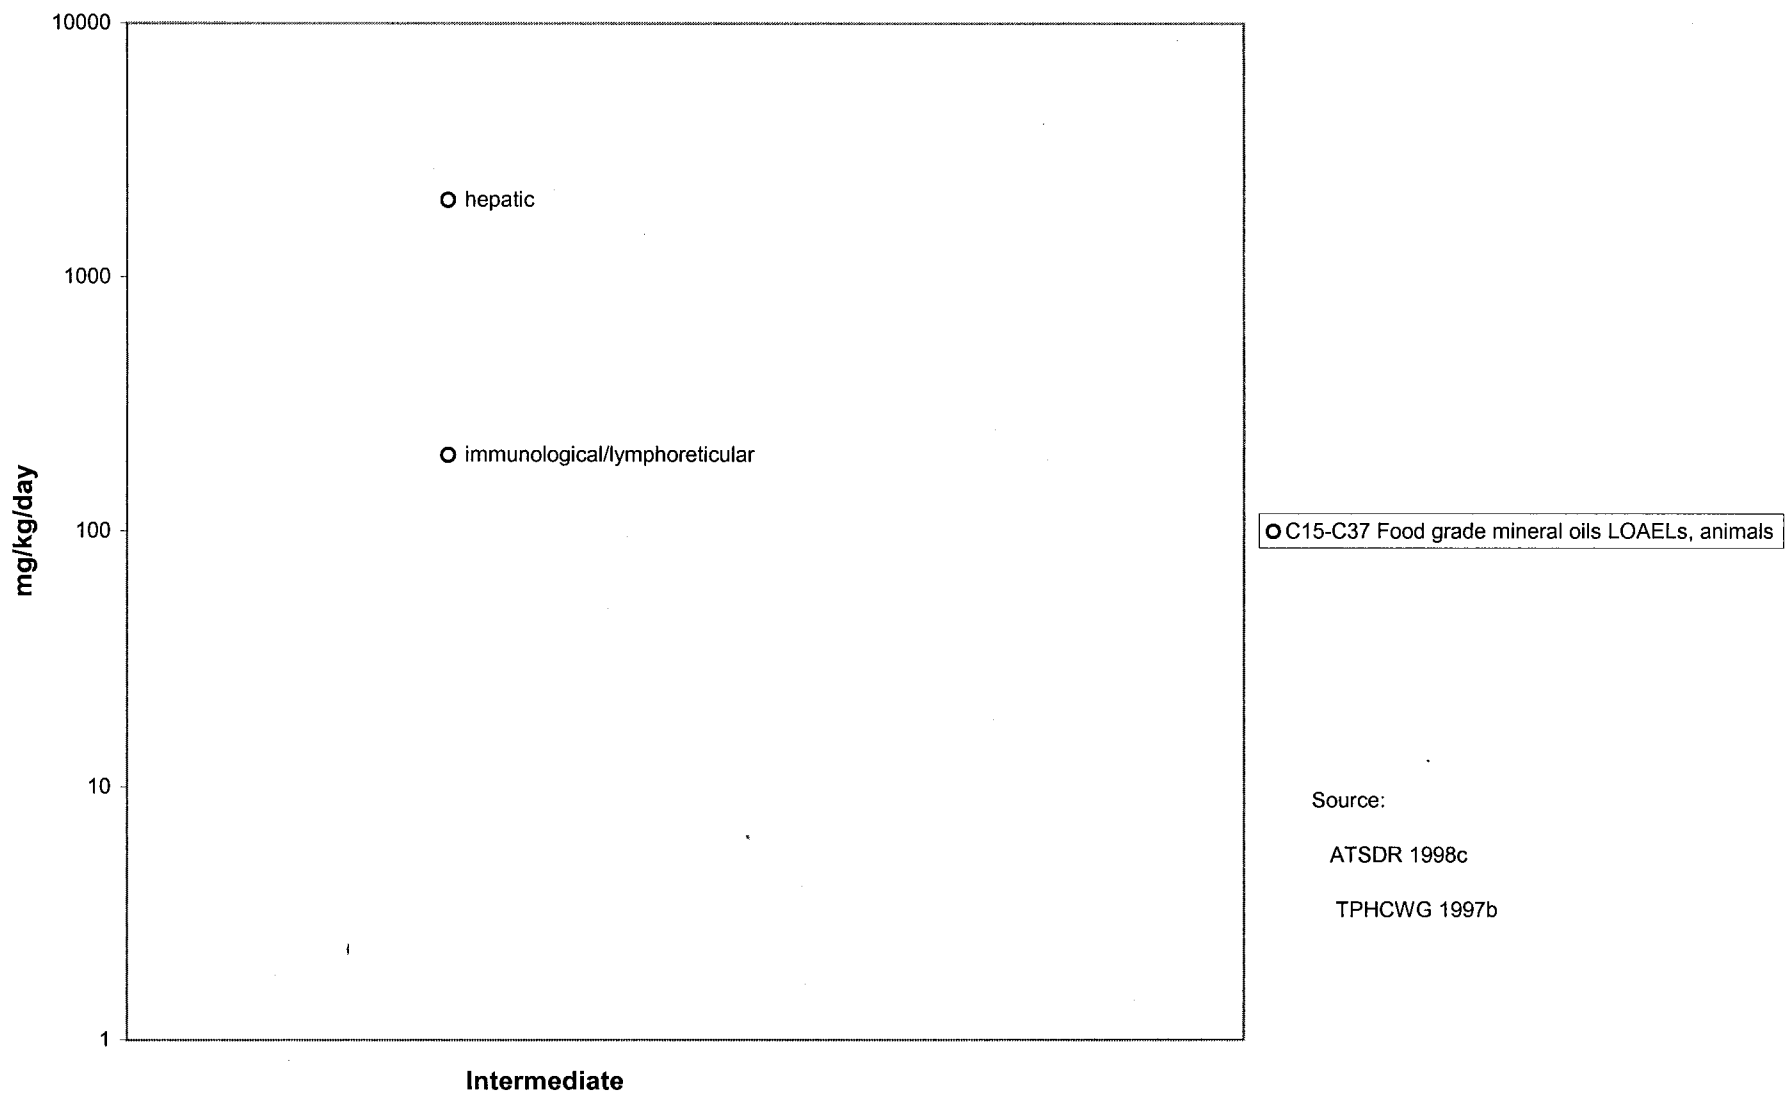 10000
hepatic
1000
immunological/lymphoreticular
mg/kg/day
100
C15-C37 Food grade mineral oils LOAELs, animals
10
Source:
ATSDR 1998c
TPHCWG 1997b
1
Intermediate